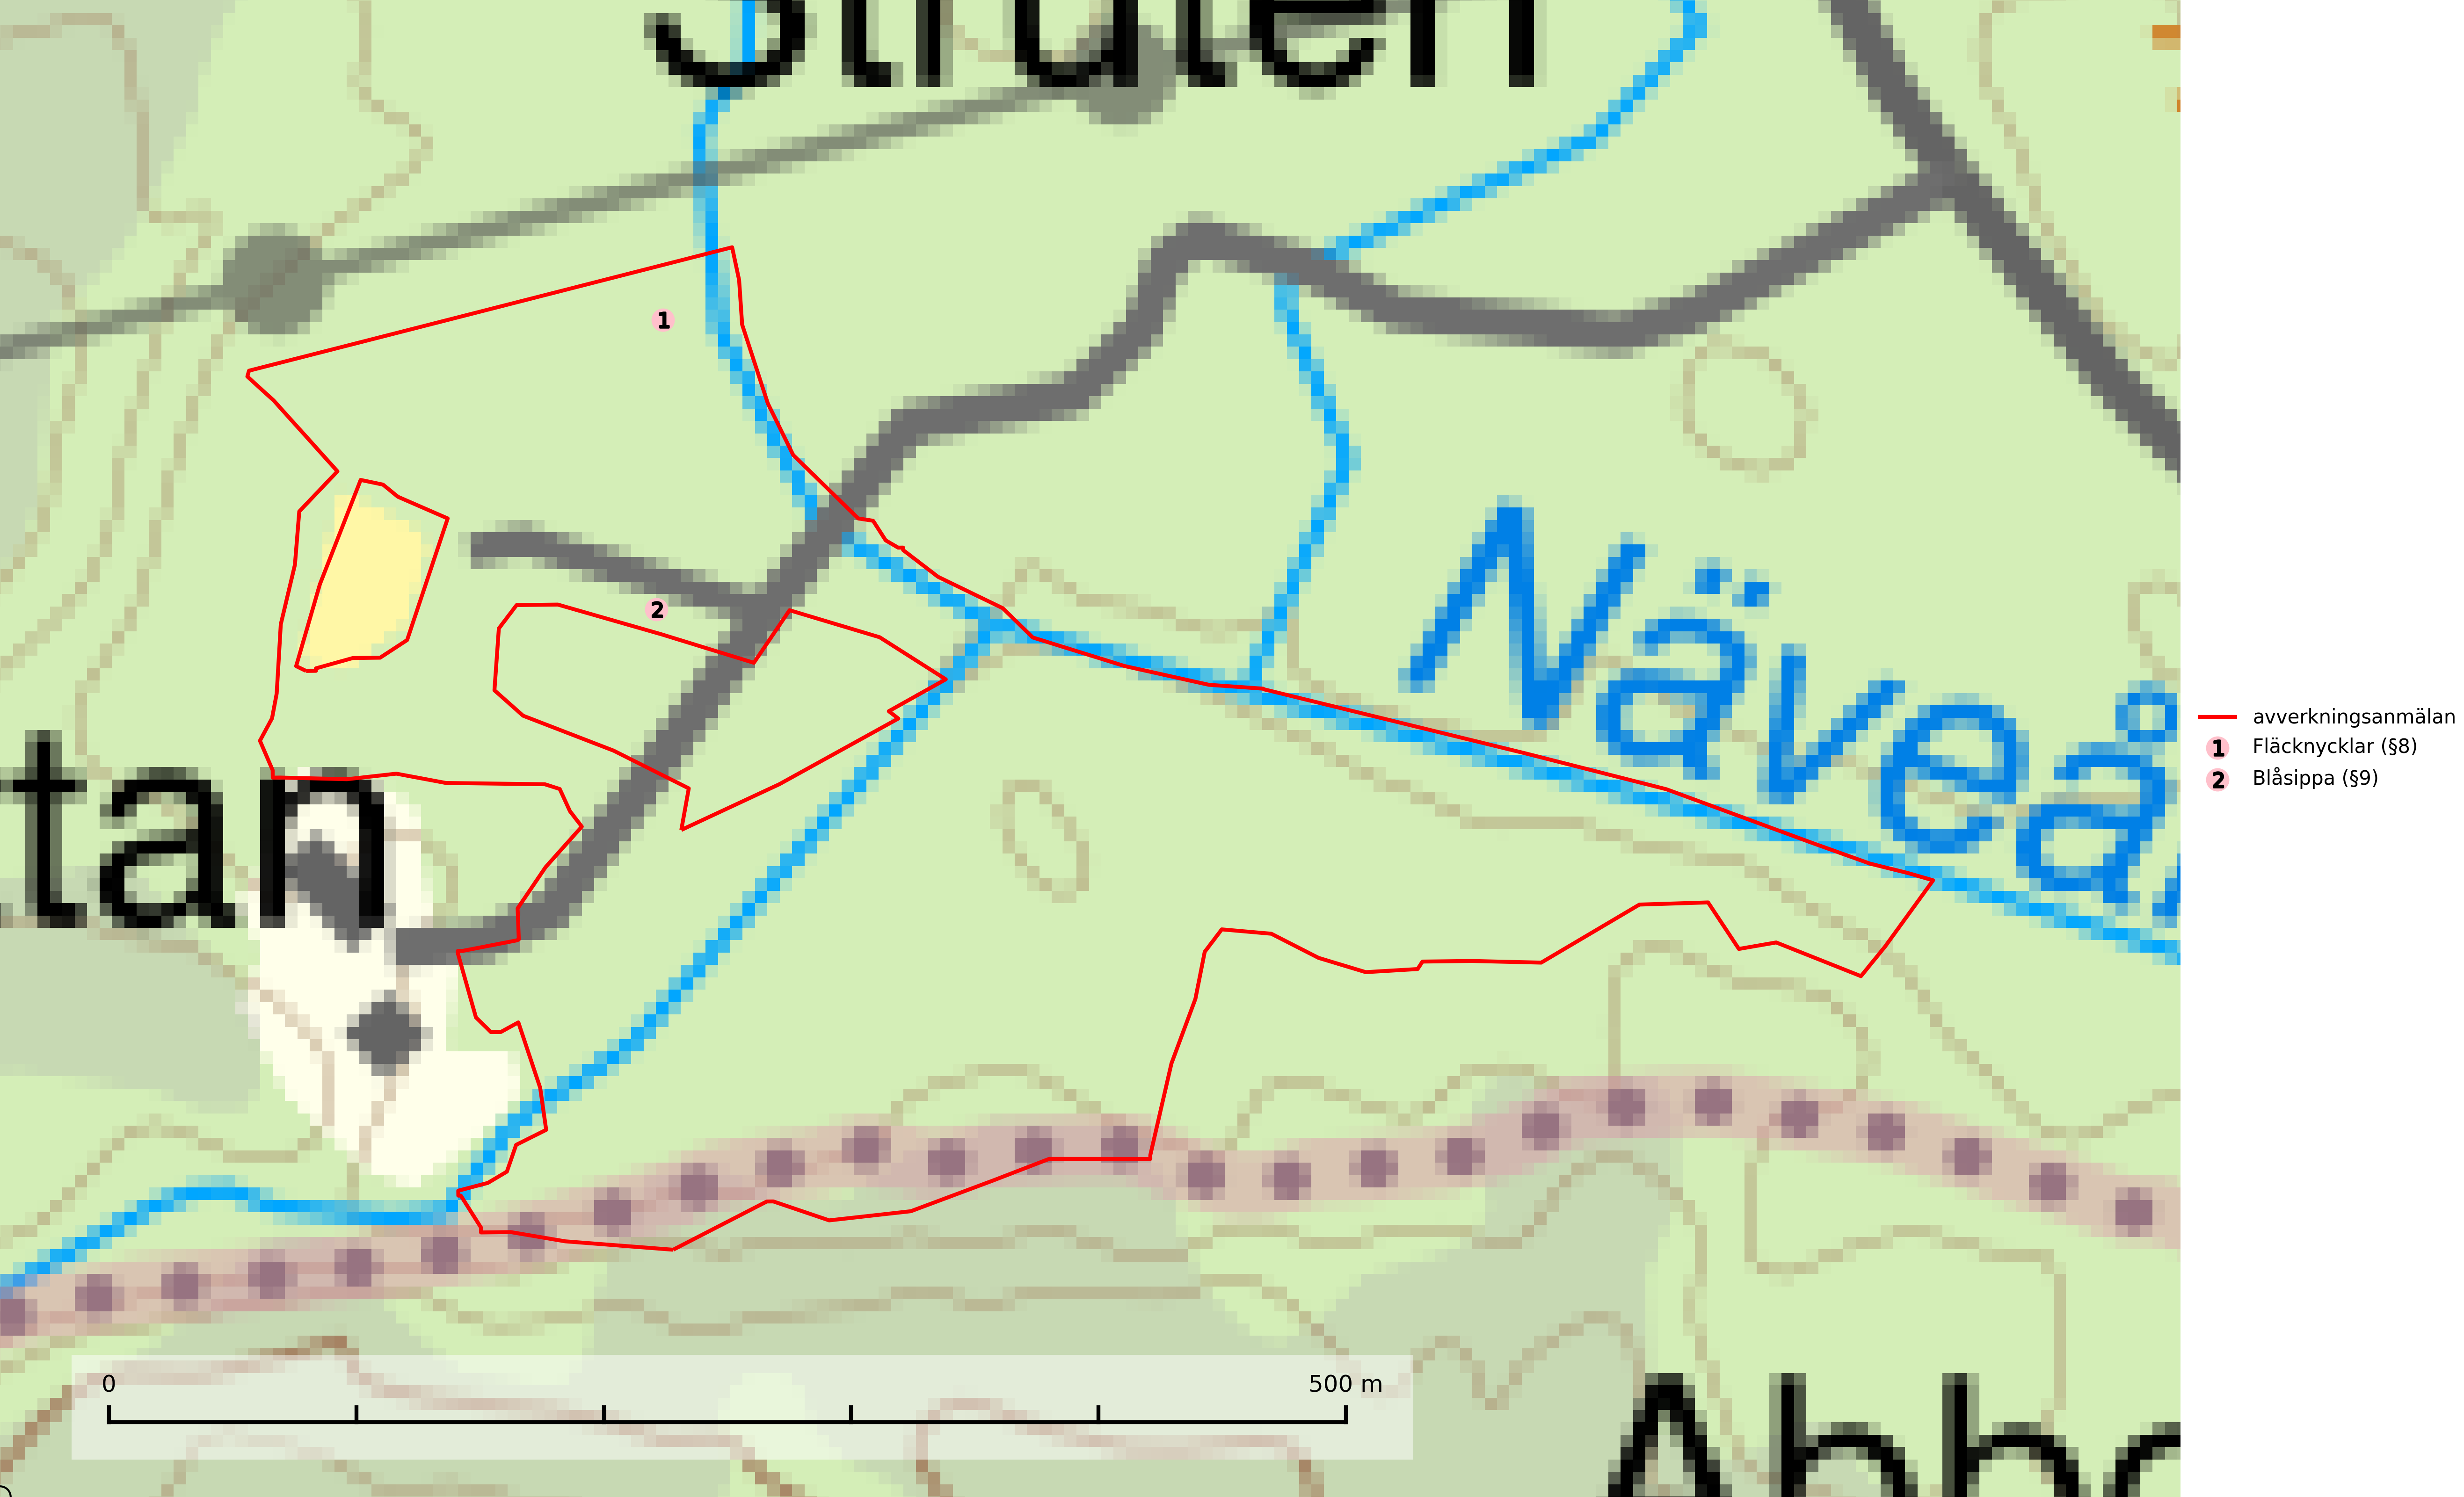 1
2
Näveå
tan
avverkningsanmälan
1 Fläcknycklar (§8)
2 Blåsippa (§9)
0 500 m